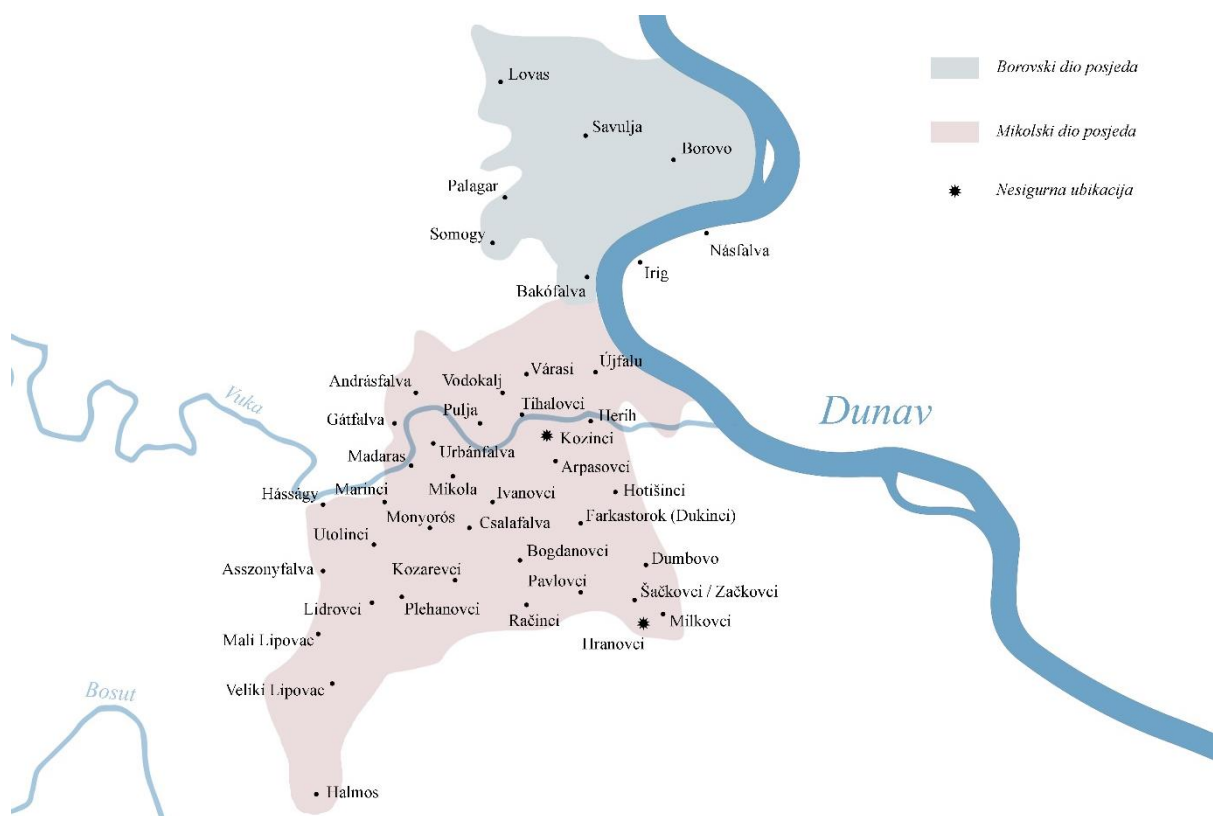 Lovas
Borovski dio posjeda
Savulja
Mikolski dio posjeda
Borovo
Palagar
Nesigurna ubikacija
Somogy
Násfalva
Irig
Bakófalva
Várasi
Újfalu
Andrásfalva
Vodokalj
Vuka
Tihalovci
Dunav
Gátfalva
Pulja
Herih
Kozinci
Urbánfalva
Madaras
Arpasovci
Mikola
Ivanovci
Hotišinci
Hásságy
Marinci
Monyorós
Csalafalva
Farkastorok (Dukinci)
Utolinci
Bogdanovci
Dumbovo
Asszonyfalva
Kozarevci
Pavlovci
Šačkovci / Začkovci
Lidrovci
Plehanovci
Račinci
Milkovci
Mali Lipovac
Hranovci
Veliki Lipovac
Bosut
Halmos